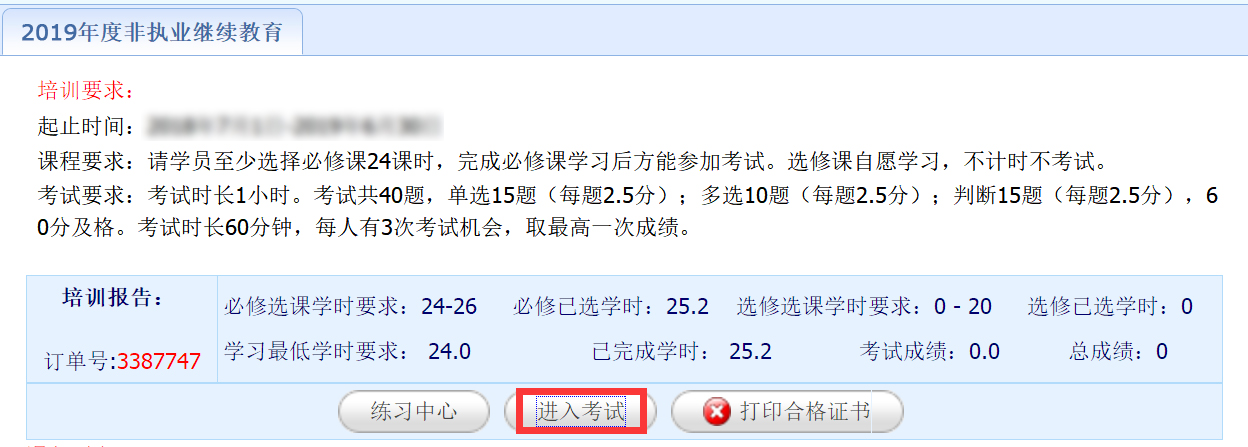 2019年度非执业继续教育
培训要求：
起止时间：
课程要求：请学员至少选择必修课24课时，完成必修课学习后方能参加考试。选修课自愿学习，不计时不考试。
考试要求：考试时长1小时。考试共40题，单选15题（每题2.5分）；多选10题（每题2.5分）；判断15题（每题2.5分），6
0分及格。考试时长60分钟，每人有3次考试机会，取最高一次成绩。
培训报告：
订单号:3387747
必修选课学时要求：24-26 必修已选学时：25.2 选修选课学时要求：0 - 20 选修已选学时：0
学习最低学时要求： 24.0 已完成学时： 25.2 考试成绩：0.0 总成绩：0
练习中心 进入考试 打印合格证书